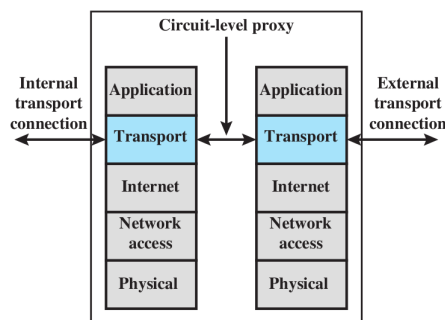 Circuit-level proxy
Internal
transport
connection
External
transport
connection
Application
Transport
Internet
Network
access
Physical
Application
Transport
Internet
Network
access
Physical